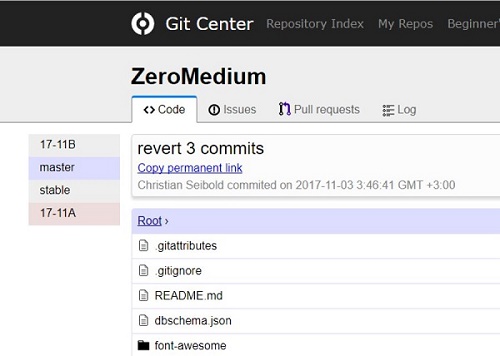 Git Center Repository Index My Repos Beginner'
ZeroMedium
Code Issues Pull requests Log
17-11B
master
stable
17-11A
revert 3 commits
Copy permanent link
Christian Seibold commited on 2017-11-03 3:46:41 GMT +3:00
Root ›
.gitattributes
.gitignore
README.md
dbschema.json
font-awesome